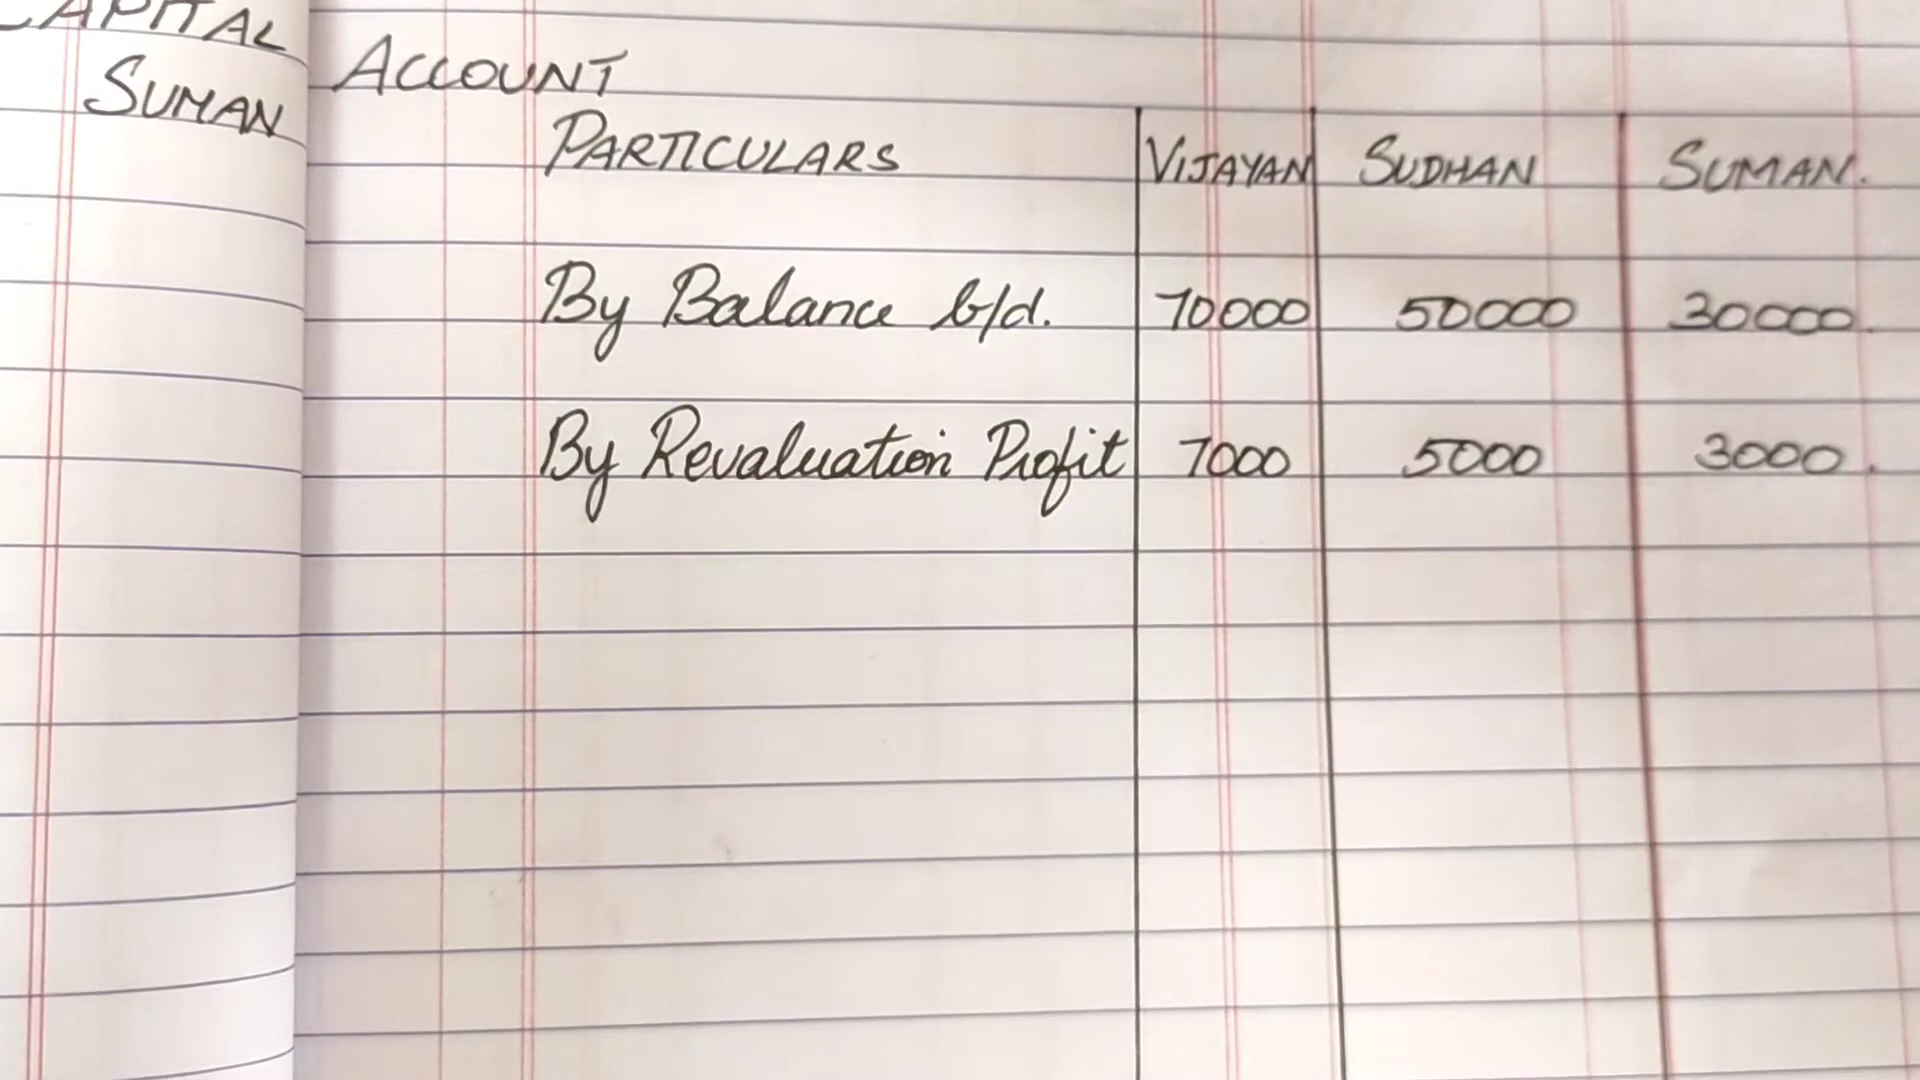 CAPITAL
SUMAN
ACCOUNT
PARTICULARS VIJAYAN SUDHAN SUMAN.
By Balance b/d. 70000 50000 30000.
By Revaluation Profit 7000 5000 3000.